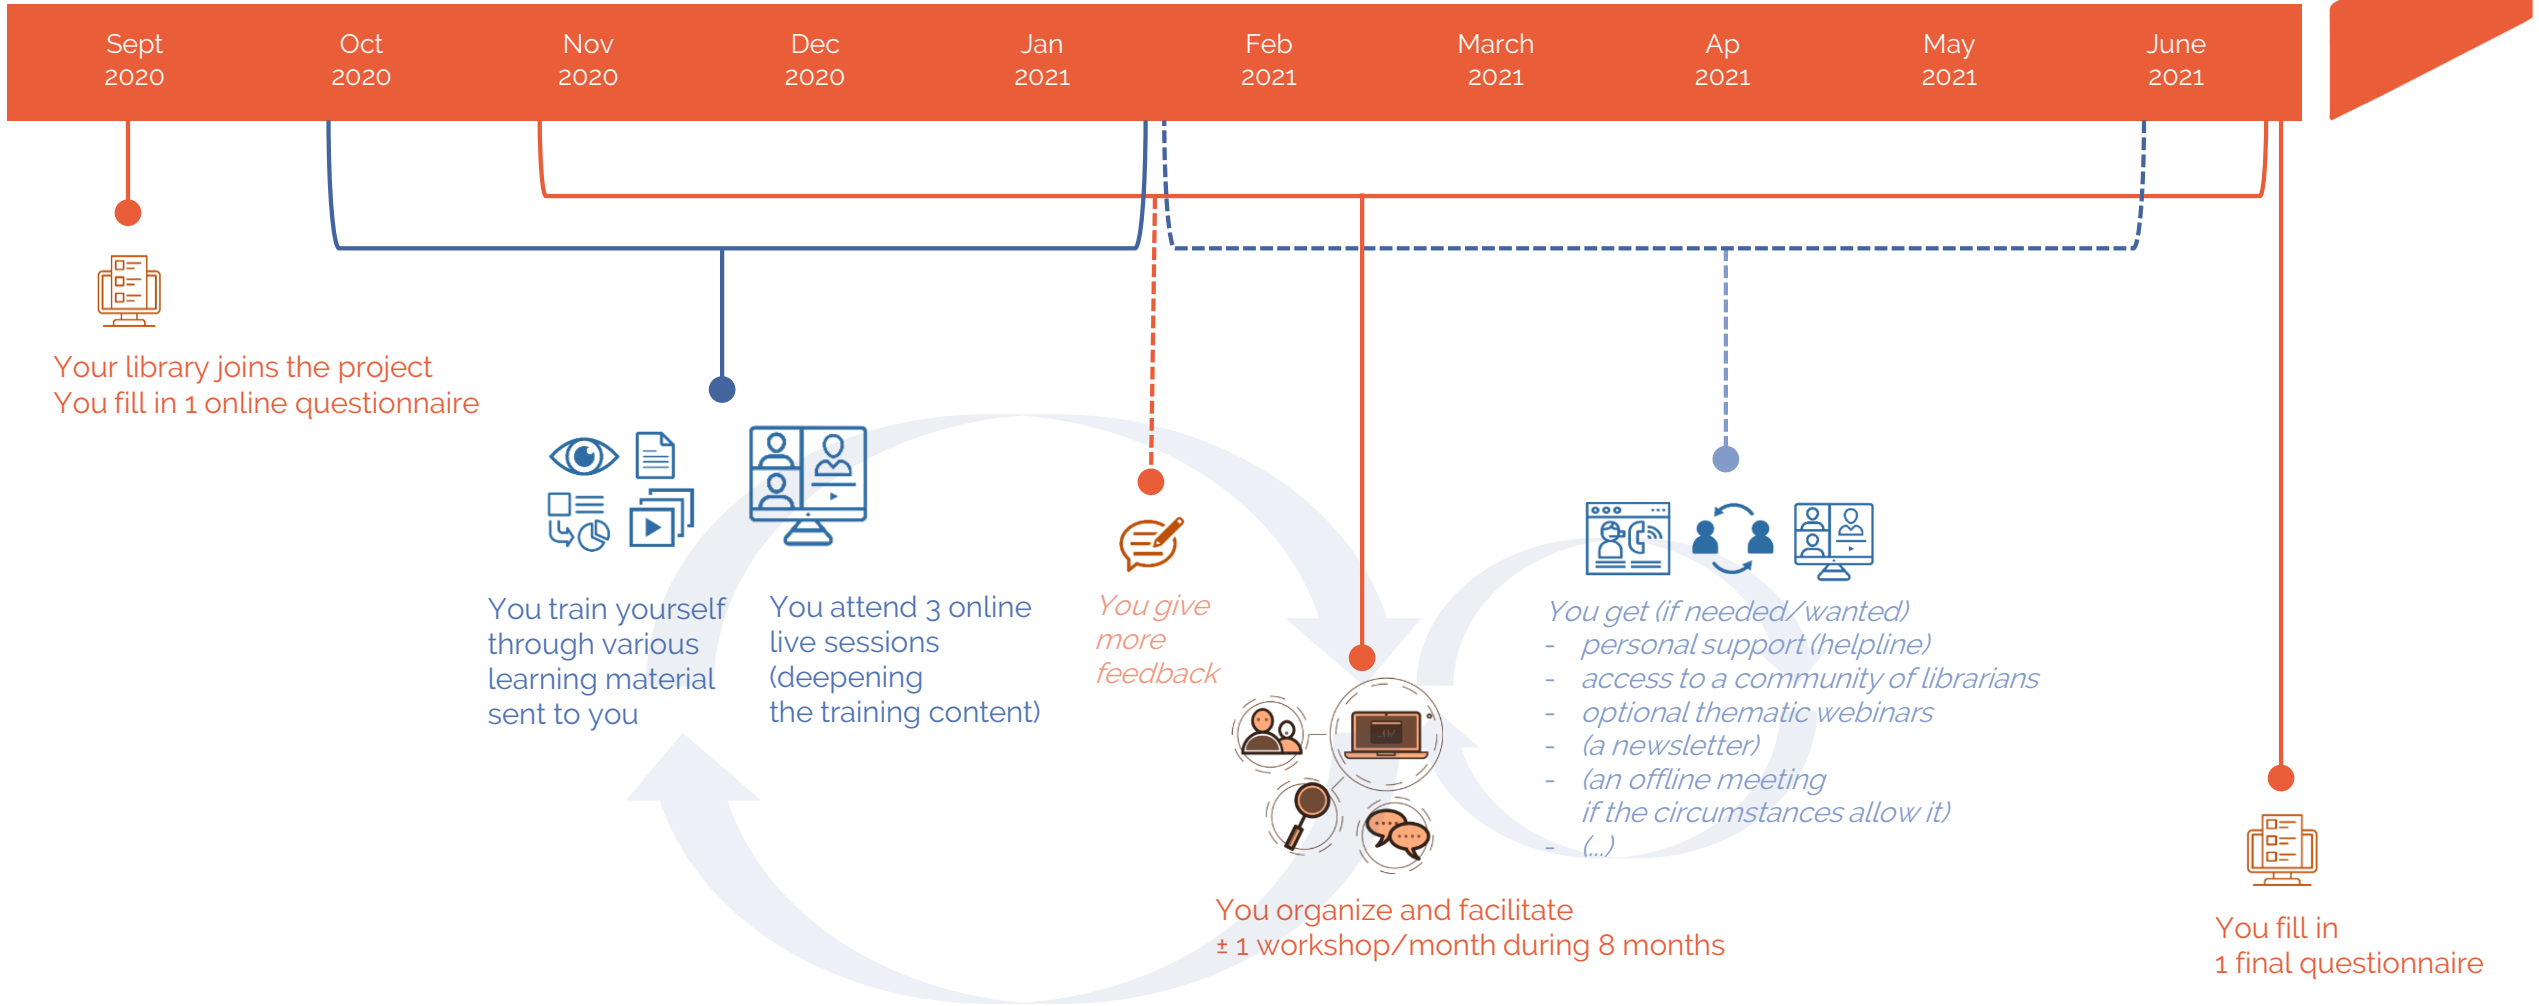 Sept
2020
Oct
2020
Nov
2020
Dec
2020
Jan
2021
Feb
2021
March
2021
Ap
2021
May
2021
June
2021
Your library joins the project
You fill in 1 online questionnaire
You train yourself
through various
learning material
sent to you
You attend 3 online
live sessions
(deepening
the training content)
You give
more
feedback
You organize and facilitate
± 1 workshop/month during 8 months
You get (if needed/wanted)
- personal support (helpline)
- access to a community of librarians
- optional thematic webinars
- (a newsletter)
- (an offline meeting
if the circumstances allow it)
- (...)
You fill in
1 final questionnaire